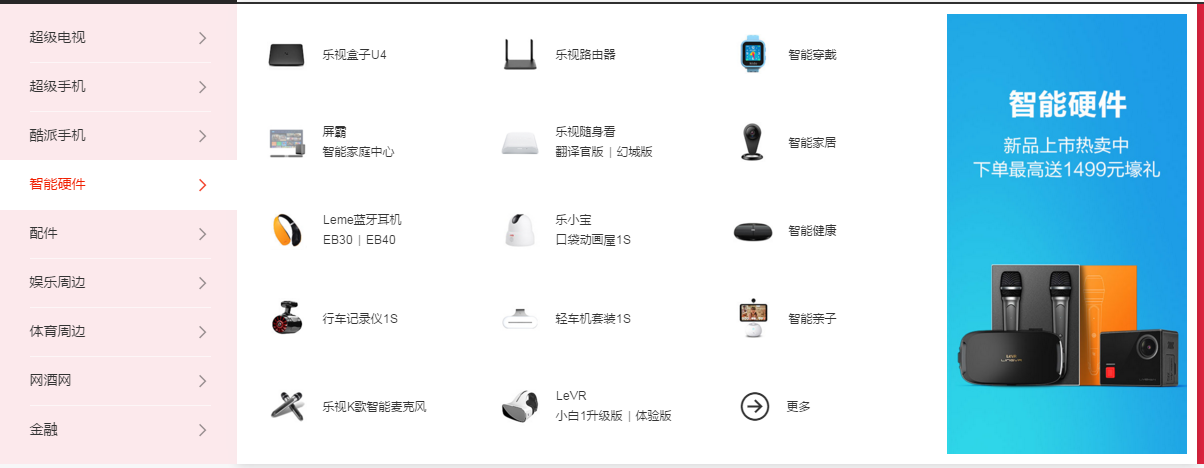 超级电视
超级手机
酷派手机
智能硬件
配件
娱乐周边
体育周边
网酒网
金融
乐视盒子U4
乐视路由器
智能穿戴
屏霸
智能家庭中心
乐视随身看
翻译官版 | 幻城版
智能家居
Leme蓝牙耳机
EB30 | EB40
乐小宝
口袋动画屋1S
智能健康
行车记录仪1S
轻车机套装1S
智能亲子
乐视K歌智能麦克风
LeVR
小白1升级版 | 体验版
更多
智能硬件
新品上市热卖中
下单最高送1499元壕礼